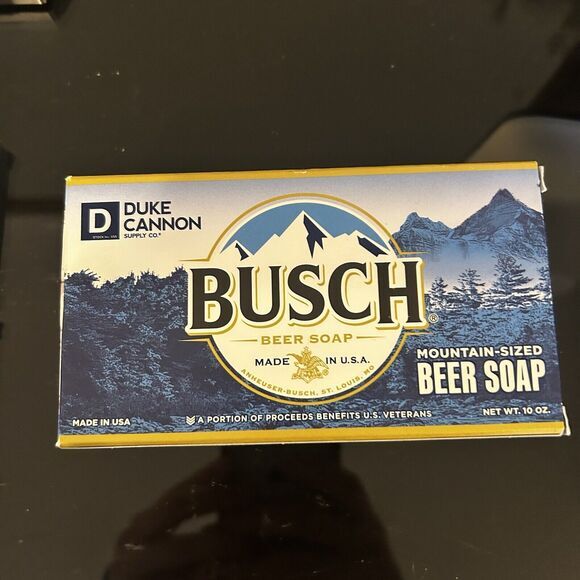 D
DUKE
CANNON
SUPPLY CO.®
BUSCH®
BEER SOAP
MADE IN U.S.A.
ANHEUSER-BUSCH, ST. LOUIS, MO
MOUNTAIN-SIZED
BEER SOAP
MADE IN USA
A PORTION OF PROCEEDS BENEFITS U.S. VETERANS
NET WT. 10 OZ.